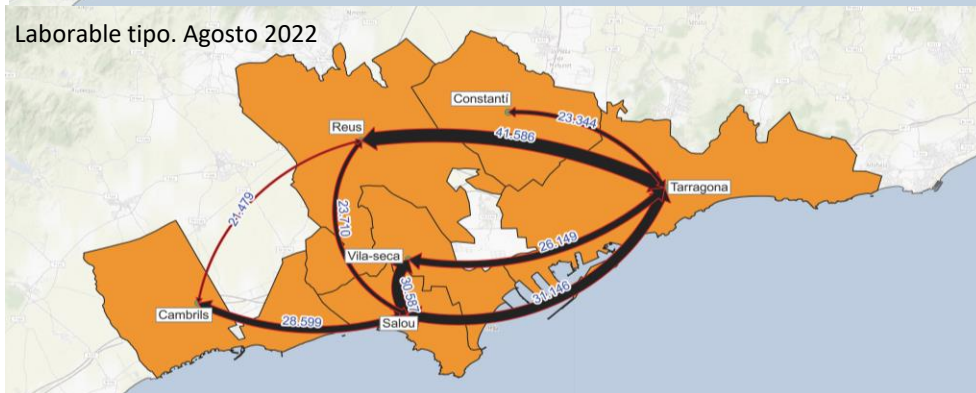 Laborable tipo. Agosto 2022
Constantí
23.344
Reus
41.586
Tarragona
21.479
23.710
Vila-seca
26.149
30.587
31.146
Cambrils
28.599
Salou